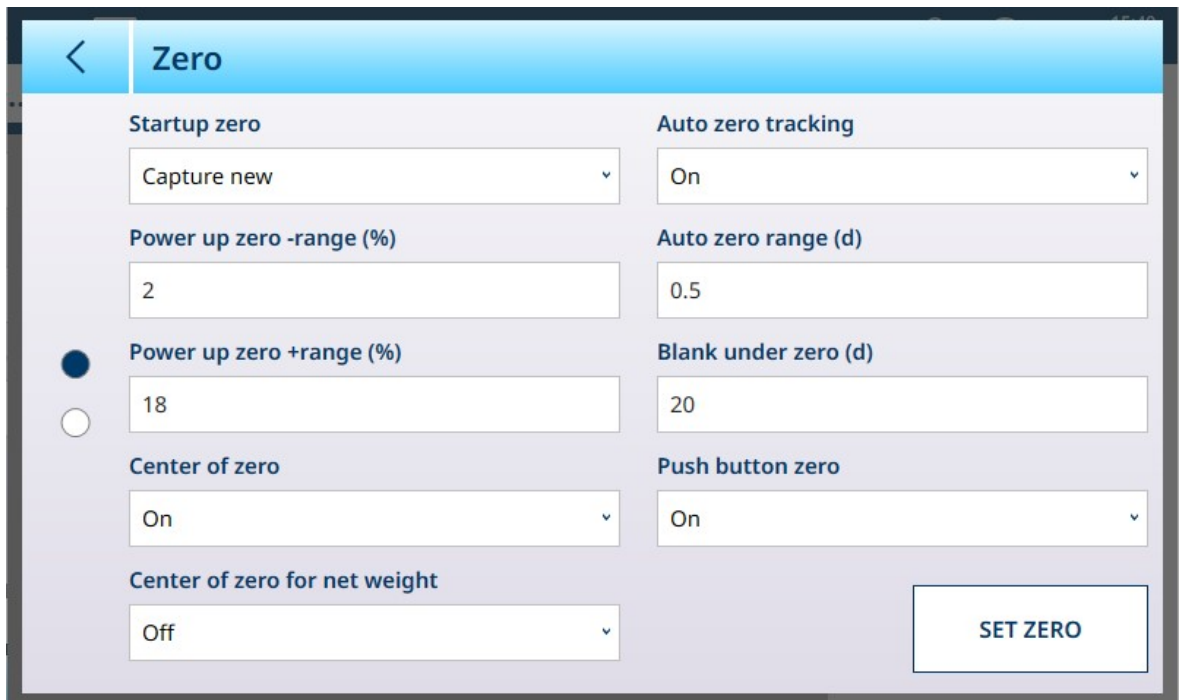 Zero
Startup zero
Capture new
Power up zero -range (%)
2
Power up zero +range (%)
18
Center of zero
On
Center of zero for net weight
Off
Auto zero tracking
On
Auto zero range (d)
0.5
Blank under zero (d)
20
Push button zero
On
SET ZERO